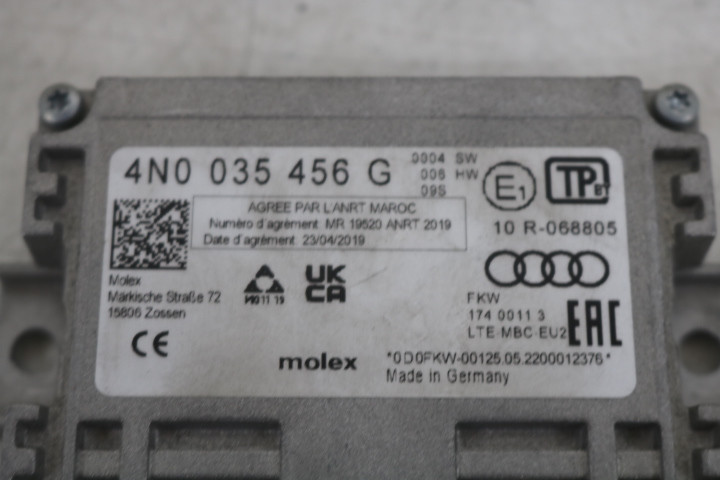 4N0 035 456 G
0004 SW
006 HW
09S
E1
TP BT
10 R-068805
AGREE PAR L'ANRT MAROC
Numéro d'agrément: MR 19520 ANRT 2019
Date d'agrément: 23/04/2019
Molex
Märkische Straße 72
15806 Zossen
UK
CA
CE
FKW
174 0011 3
LTE-MBC-EU2
EAC
molex
*0D0FKW-00125.05.2200012376*
Made in Germany